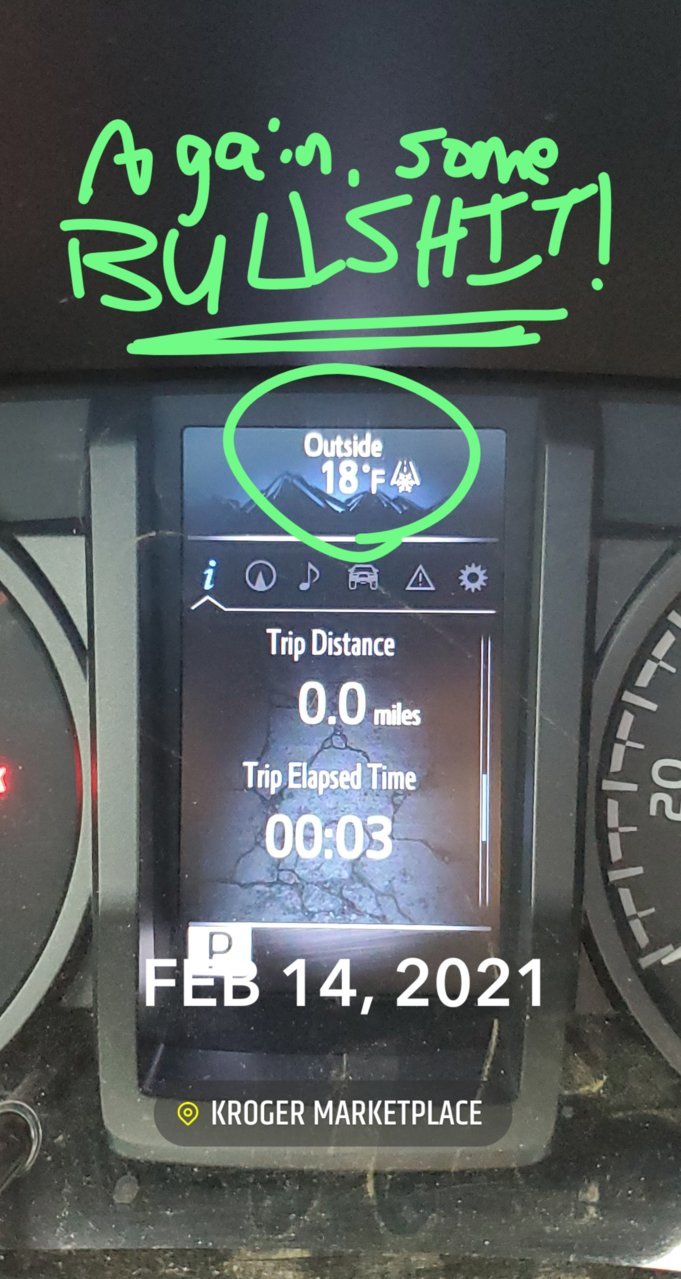 Again, some
BULLSHIT!
Outside
18°F
i
Trip Distance
0.0 miles
Trip Elapsed Time
00:03
20
P
FEB 14, 2021
KROGER MARKETPLACE